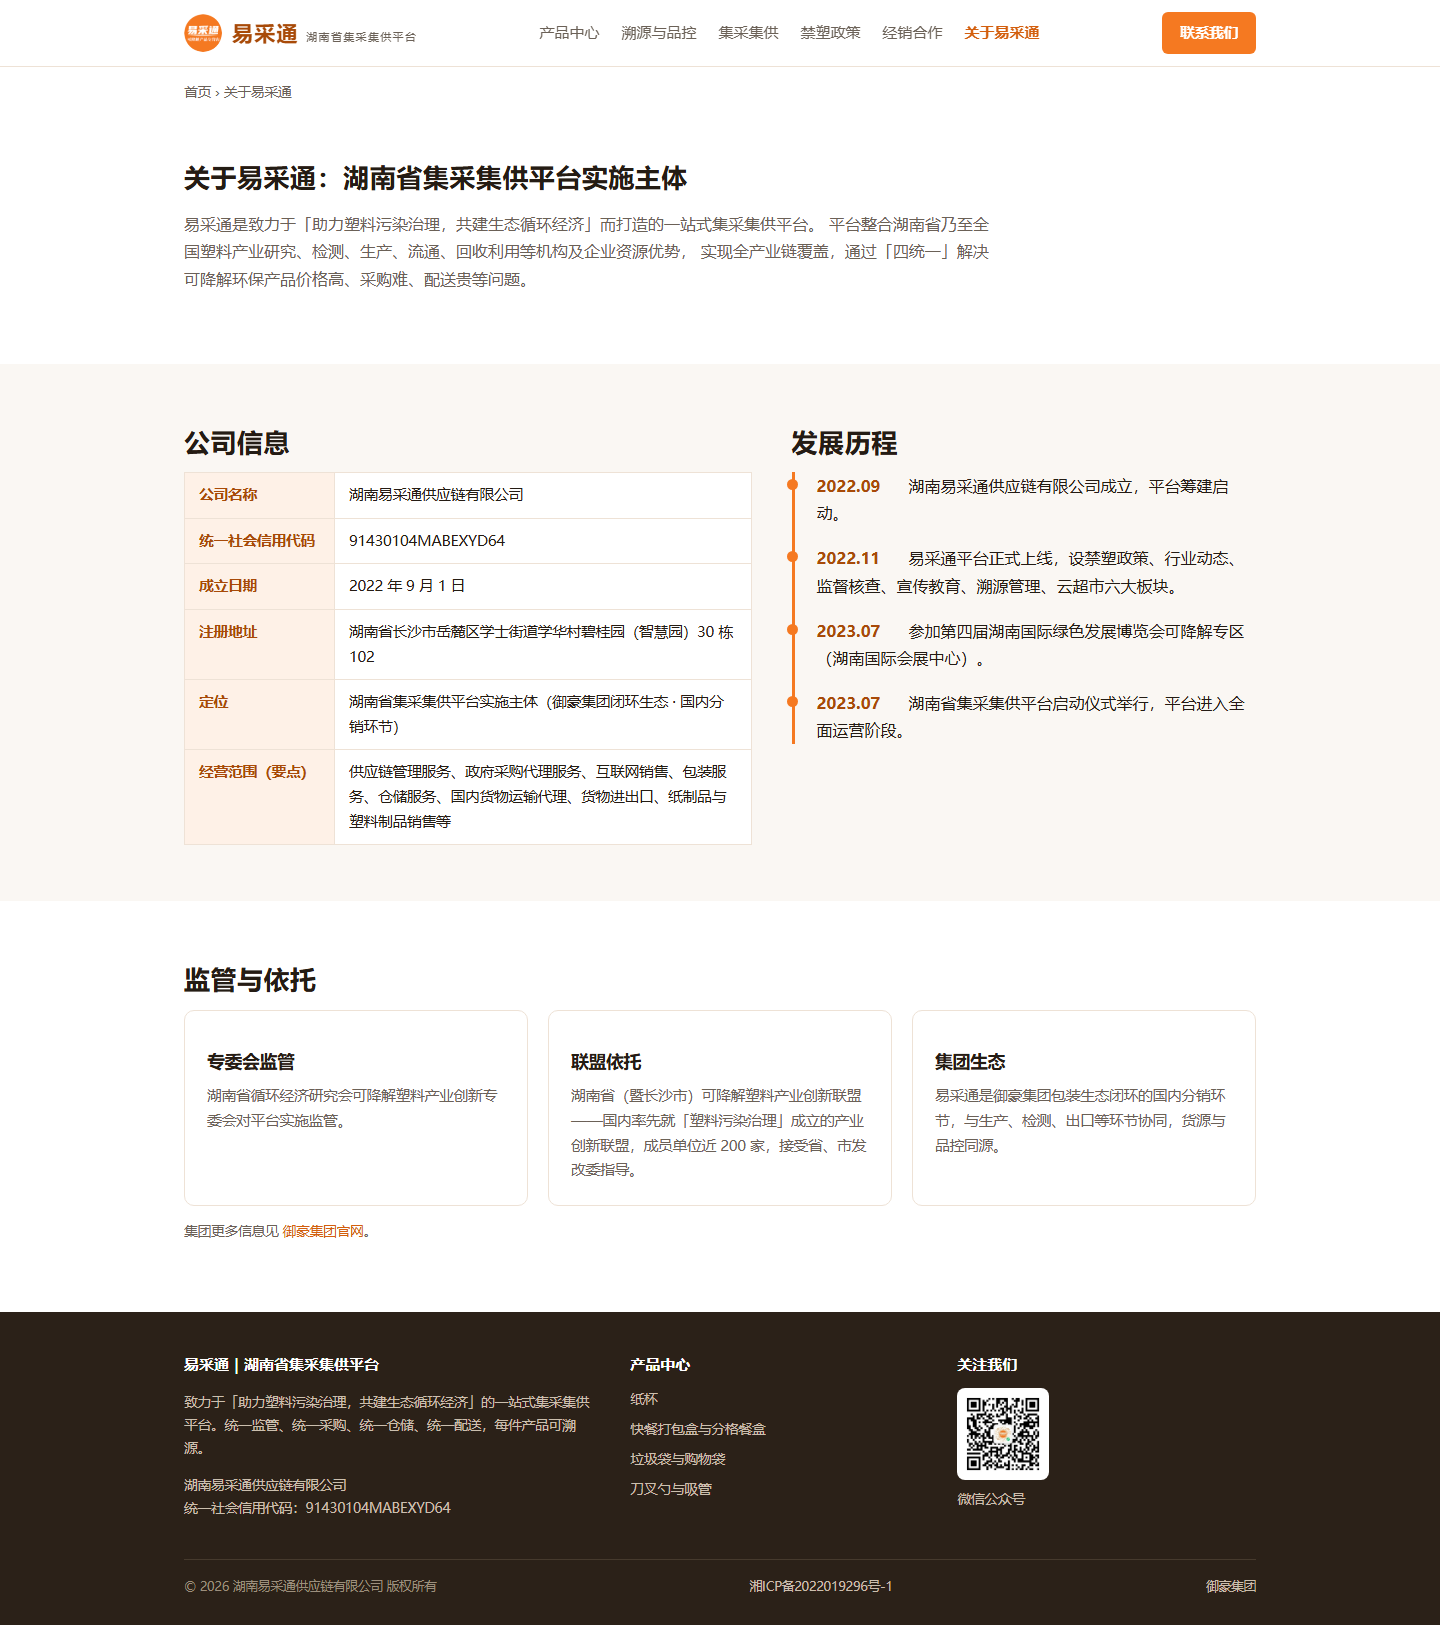 易采通
易采通 湖南省集采集供平台
产品中心 溯源与品控 集采集供 禁塑政策 经销合作 关于易采通
联系我们
首页 › 关于易采通
关于易采通：湖南省集采集供平台实施主体
易采通是致力于「助力塑料污染治理，共建生态循环经济」而打造的一站式集采集供平台。 平台整合湖南省乃至全
国塑料产业研究、检测、生产、流通、回收利用等机构及企业资源优势， 实现全产业链覆盖，通过「四统一」解决
可降解环保产品价格高、采购难、配送贵等问题。
公司信息
公司名称 湖南易采通供应链有限公司
统一社会信用代码 91430104MABEXYD64
成立日期 2022 年 9 月 1 日
注册地址 湖南省长沙市岳麓区学士街道学华村碧桂园（智慧园）30 栋
102
定位 湖南省集采集供平台实施主体（御豪集团闭环生态 · 国内分
销环节）
经营范围（要点） 供应链管理服务、政府采购代理服务、互联网销售、包装服
务、仓储服务、国内货物运输代理、货物进出口、纸制品与
塑料制品销售等
发展历程
2022.09 湖南易采通供应链有限公司成立，平台筹建启
动。
2022.11 易采通平台正式上线，设禁塑政策、行业动态、
监督核查、宣传教育、溯源管理、云超市六大板块。
2023.07 参加第四届湖南国际绿色发展博览会可降解专区
（湖南国际会展中心）。
2023.07 湖南省集采集供平台启动仪式举行，平台进入全
面运营阶段。
监管与依托
专委会监管
湖南省循环经济研究会可降解塑料产业创新专
委会对平台实施监管。
联盟依托
湖南省（暨长沙市）可降解塑料产业创新联盟
——国内率先就「塑料污染治理」成立的产业
创新联盟，成员单位近 200 家，接受省、市发
改委指导。
集团生态
易采通是御豪集团包装生态闭环的国内分销环
节，与生产、检测、出口等环节协同，货源与
品控同源。
集团更多信息见 御豪集团官网。
易采通 | 湖南省集采集供平台
致力于「助力塑料污染治理，共建生态循环经济」的一站式集采集供
平台。统一监管、统一采购、统一仓储、统一配送，每件产品可溯
源。
湖南易采通供应链有限公司
统一社会信用代码：91430104MABEXYD64
产品中心
纸杯
快餐打包盒与分格餐盒
垃圾袋与购物袋
刀叉勺与吸管
关注我们
微信公众号
© 2026 湖南易采通供应链有限公司 版权所有
湘ICP备2022019296号-1
御豪集团